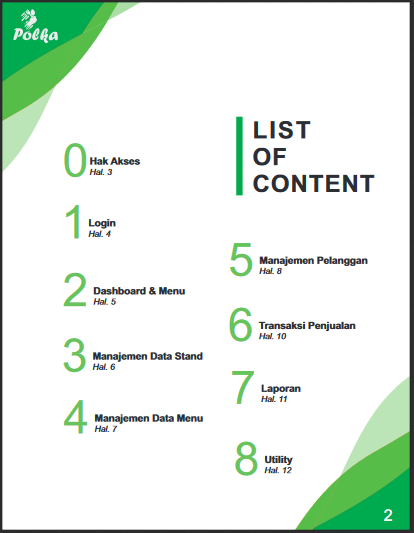 Polka
LIST
OF
CONTENT
0 Hak Akses
Hal. 3
1 Login
Hal. 4
2 Dashboard & Menu
Hal. 5
3 Manajemen Data Stand
Hal. 6
4 Manajemen Data Menu
Hal. 7
5 Manajemen Pelanggan
Hal. 8
6 Transaksi Penjualan
Hal. 10
7 Laporan
Hal. 11
8 Utility
Hal. 12
2